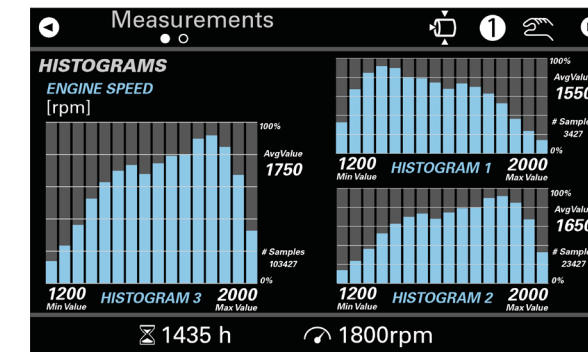 Measurements
1
HISTOGRAMS
ENGINE SPEED
[rpm]
100%
AvgValue
1750
# Samples
103427
0%
1200
Min Value
HISTOGRAM 3
2000
Max Value
100%
AvgValue
1550
# Samples
3427
0%
1200
Min Value
HISTOGRAM 1
2000
Max Value
100%
AvgValue
1650
# Samples
23427
0%
1200
Min Value
HISTOGRAM 2
2000
Max Value
1435 h
1800rpm